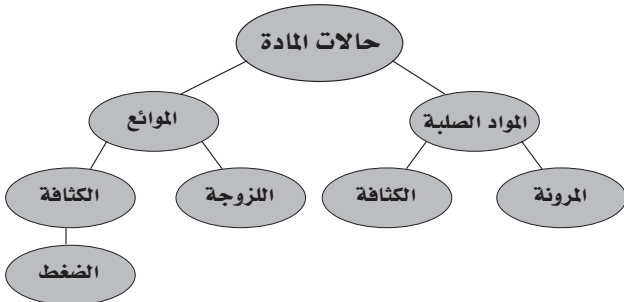 حالات المادة
المواد الصلبة
الموائع
المرونة
الكثافة
اللزوجة
الكثافة
الضغط